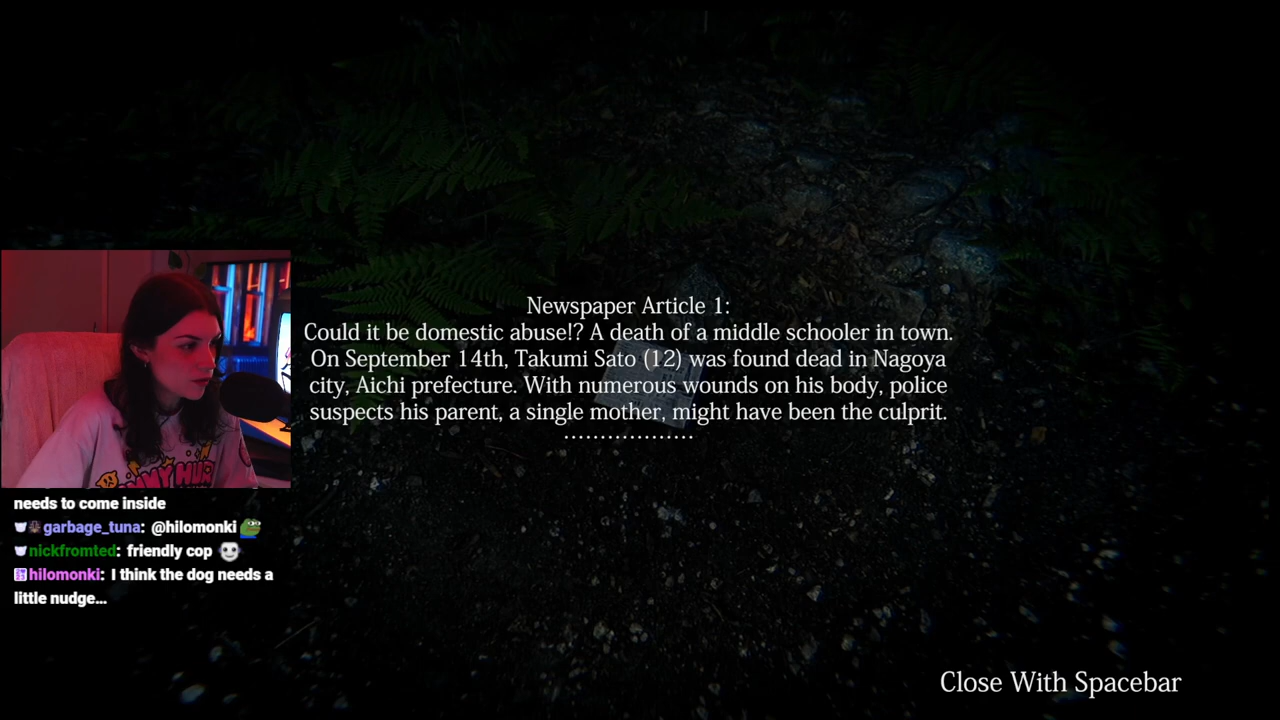 Newspaper Article 1:
Could it be domestic abuse!? A death of a middle schooler in town.
On September 14th, Takumi Sato (12) was found dead in Nagoya
city, Aichi prefecture. With numerous wounds on his body, police
suspects his parent, a single mother, might have been the culprit.
..................
needs to come inside
garbage_tuna: @hilomonki
nickfromted: friendly cop
hilomonki: I think the dog needs a
little nudge...
Close With Spacebar